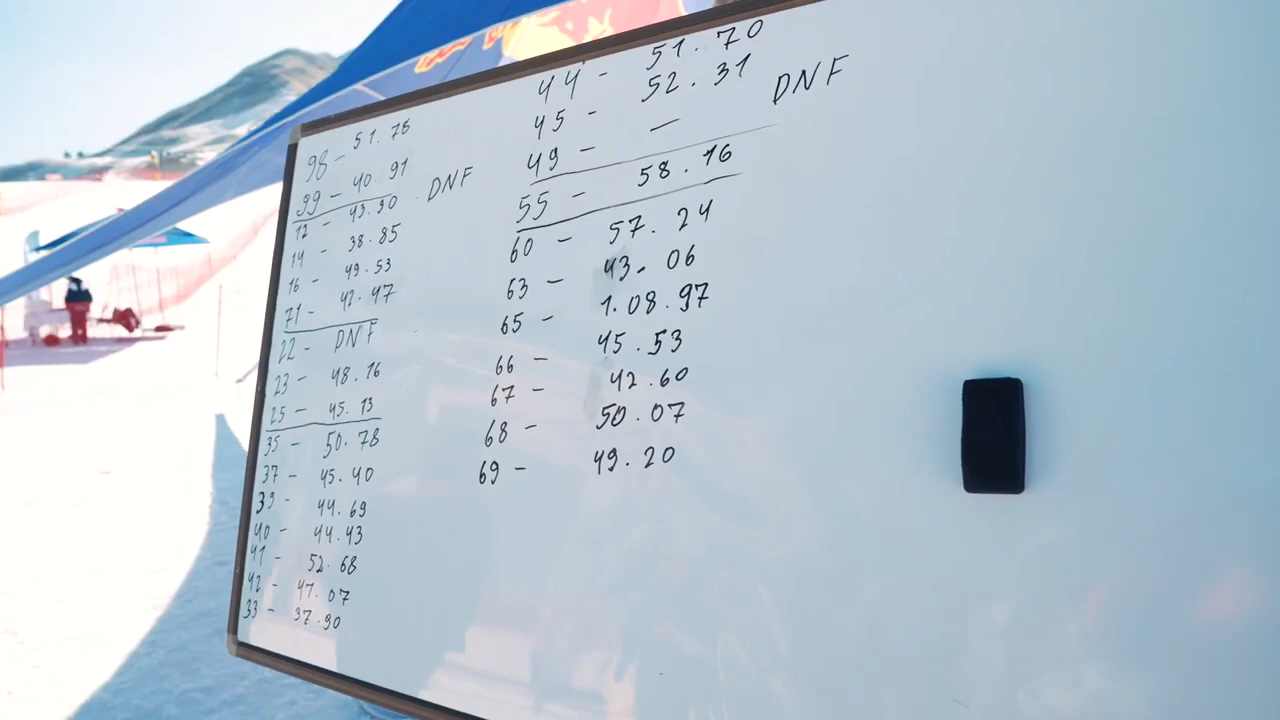 98 - 51.75
99 - 40.91 DNF
12 - 43.90
14 - 38.85
16 - 49.53
71 - 42.47
22 - DNF
23 - 48.16
25 - 45.13
35 - 50.78
37 - 45.40
39 - 44.69
40 - 44.43
41 - 52.68
42 - 47.07
33 - 37.90
44 - 51.70
45 - 52.31
49 - — DNF
55 - 58.16
60 - 57.24
63 - 43.06
65 - 1.08.97
66 - 45.53
67 - 42.60
68 - 50.07
69 - 49.20